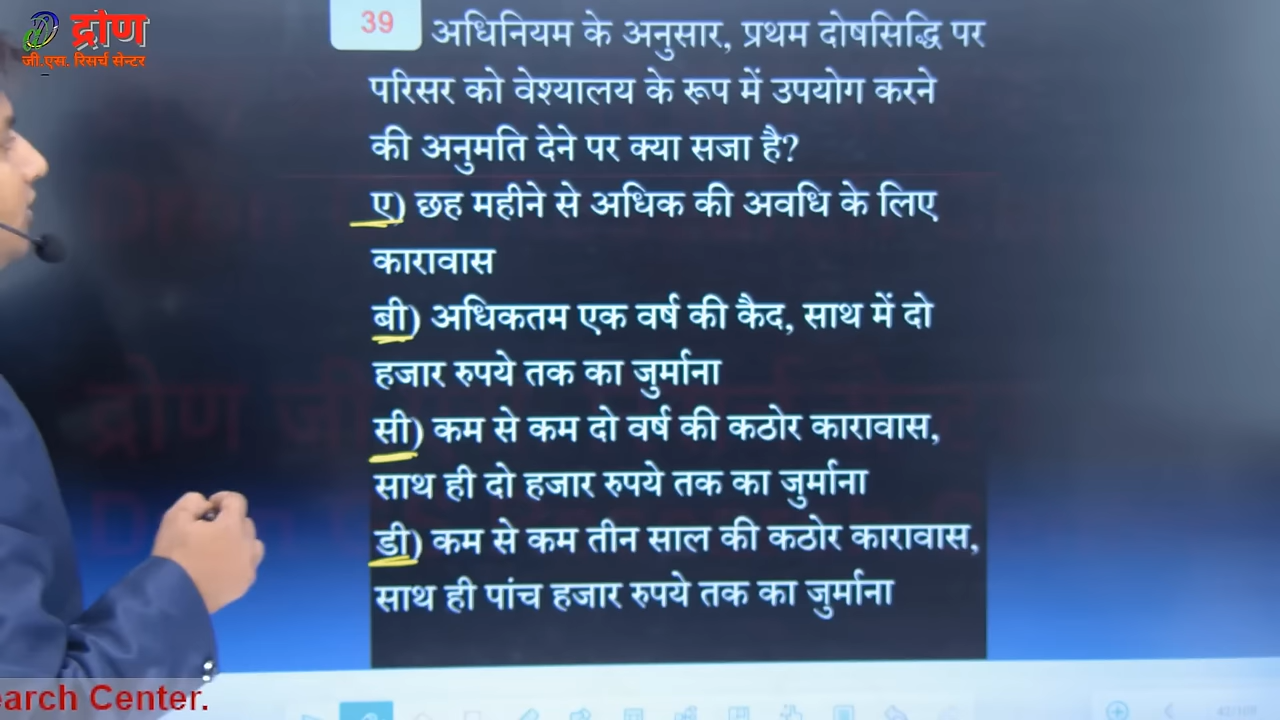 द्रोण
जी.एस. रिसर्च सेन्टर
39
अधिनियम के अनुसार, प्रथम दोषसिद्धि पर
परिसर को वेश्यालय के रूप में उपयोग करने
की अनुमति देने पर क्या सजा है?
ए) छह महीने से अधिक की अवधि के लिए
कारावास
बी) अधिकतम एक वर्ष की कैद, साथ में दो
हजार रुपये तक का जुर्माना
सी) कम से कम दो वर्ष की कठोर कारावास,
साथ ही दो हजार रुपये तक का जुर्माना
डी) कम से कम तीन साल की कठोर कारावास,
साथ ही पांच हजार रुपये तक का जुर्माना
earch Center.